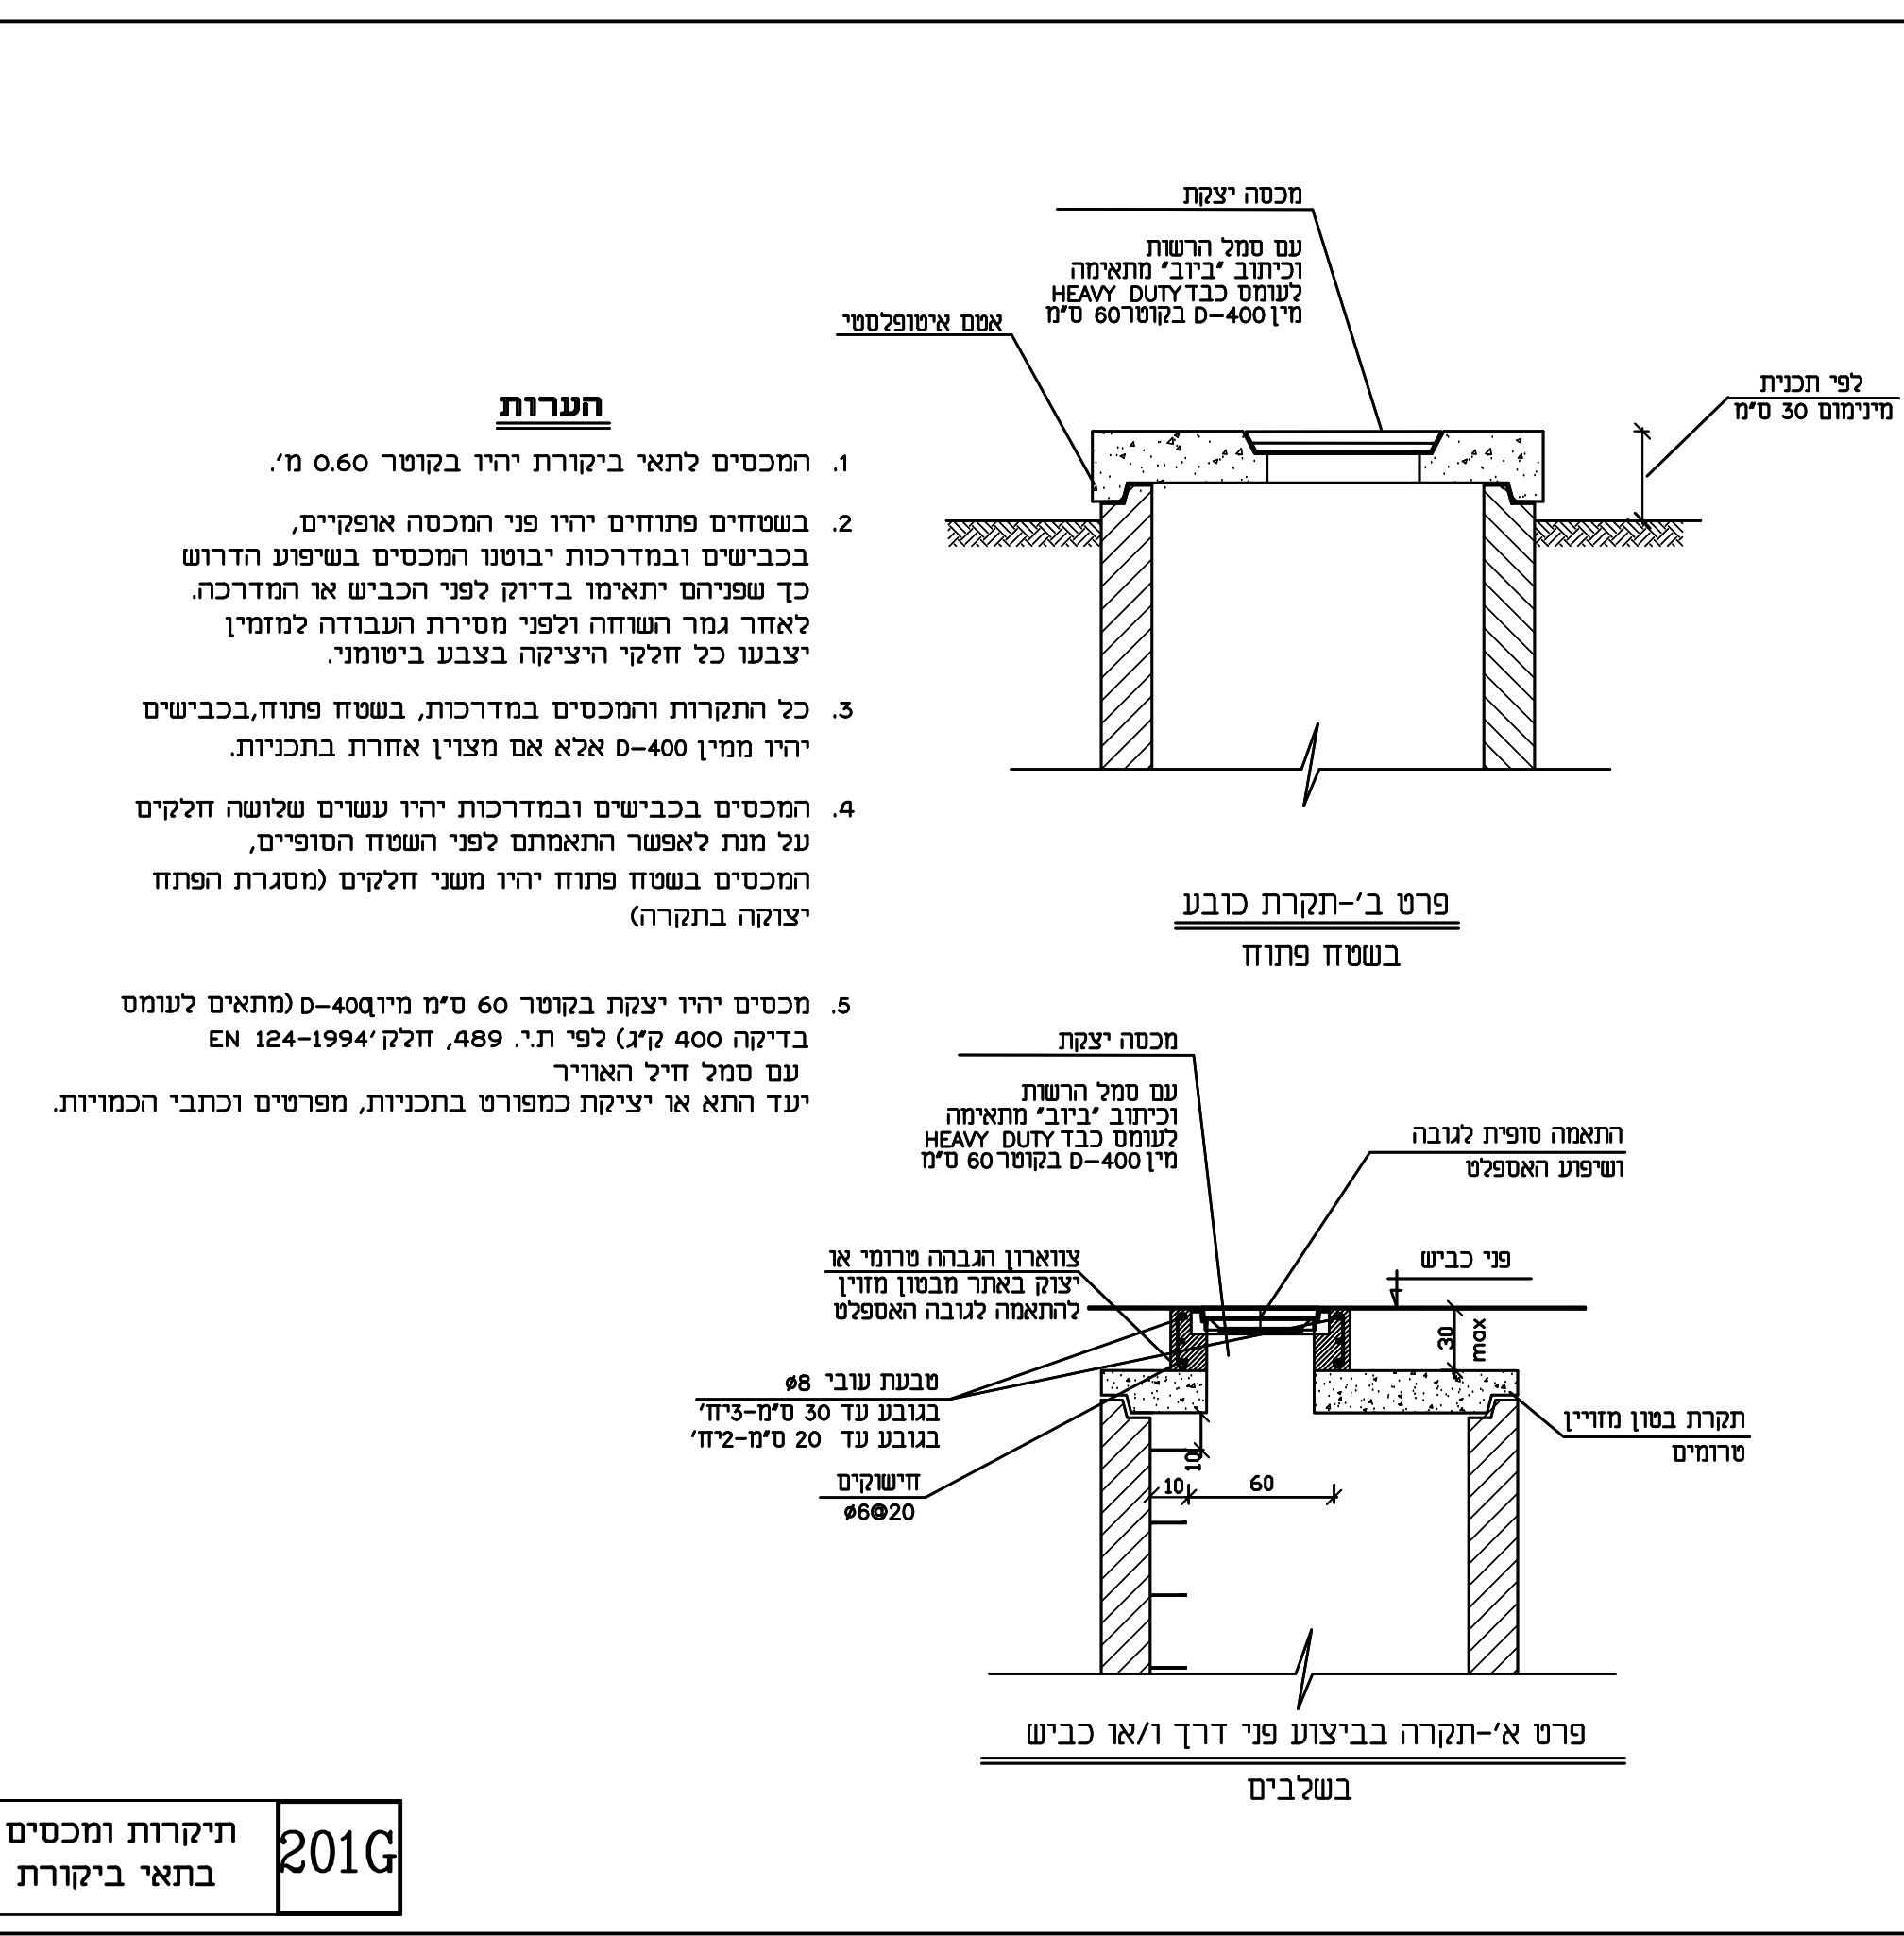 מכסה יצקת
עם סמל הרשות
וכיתוב "ביוב" מתאימה
לעומס כבד HEAVY DUTY
מין D-400 בקוטר 60 ס"מ
אטם איטופלסטי
לפי תכנית
מינימום 30 ס"מ
פרט ב'-תקרת כובע
בשטח פתוח
הערות
1. המכסים לתאי ביקורת יהיו בקוטר 0.60 מ'.
2. בשטחים פתוחים יהיו פני המכסה אופקיים,
בכבישים ובמדרכות יבוטנו המכסים בשיפוע הדרוש
כך שפניהם יתאימו בדיוק לפני הכביש או המדרכה.
לאחר גמר השוחה ולפני מסירת העבודה למזמין
יצבעו כל חלקי היציקה בצבע ביטומני.
3. כל התקרות והמכסים במדרכות, בשטח פתוח,בכבישים
יהיו ממין D-400 אלא אם מצוין אחרת בתכניות.
4. המכסים בכבישים ובמדרכות יהיו עשוים שלושה חלקים
על מנת לאפשר התאמתם לפני השטח הסופיים,
המכסים בשטח פתוח יהיו משני חלקים (מסגרת הפתח
יצוקה בתקרה)
5. מכסים יהיו יצקת בקוטר 60 ס"מ מיון D-400 (מתאים לעומס
בדיקה 400 ק"ג) לפי ת.י. 489, חלק' EN 124-1994
עם סמל חיל האוויר
יעד התא או יציקת כמפורט בתכניות, מפרטים וכתבי הכמויות.
מכסה יצקת
עם סמל הרשות
וכיתוב "ביוב" מתאימה
לעומס כבד HEAVY DUTY
מין D-400 בקוטר 60 ס"מ
התאמה סופית לגובה
ושיפוע האספלט
פני כביש
צווארון הגבהה טרומי או
יצוק באתר מבטון מזוין
להתאמה לגובה האספלט
30
max
טבעת עובי ø8
בגובע עד 30 ס"מ-3יח'
בגובע עד 20 ס"מ-2יח'
תקרת בטון מזויין
טרומים
חישוקים
ø6@20
10
10
60
פרט א'-תקרה בביצוע פני דרך ו/או כביש
בשלבים
201G
תיקרות ומכסים
בתאי ביקורת